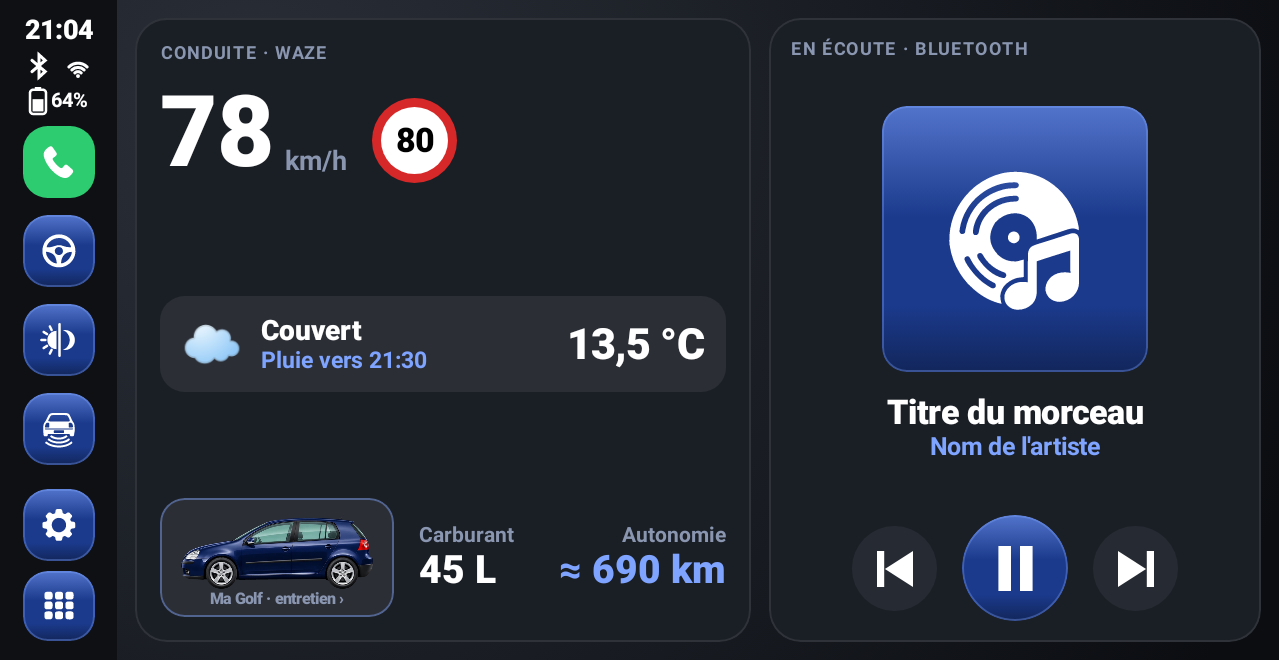 21:04
64%
CONDUITE · WAZE
78 km/h
80
Couvert
Pluie vers 21:30
13,5 °C
Ma Golf · entretien ›
Carburant
45 L
Autonomie
≈ 690 km
EN ÉCOUTE · BLUETOOTH
Titre du morceau
Nom de l'artiste